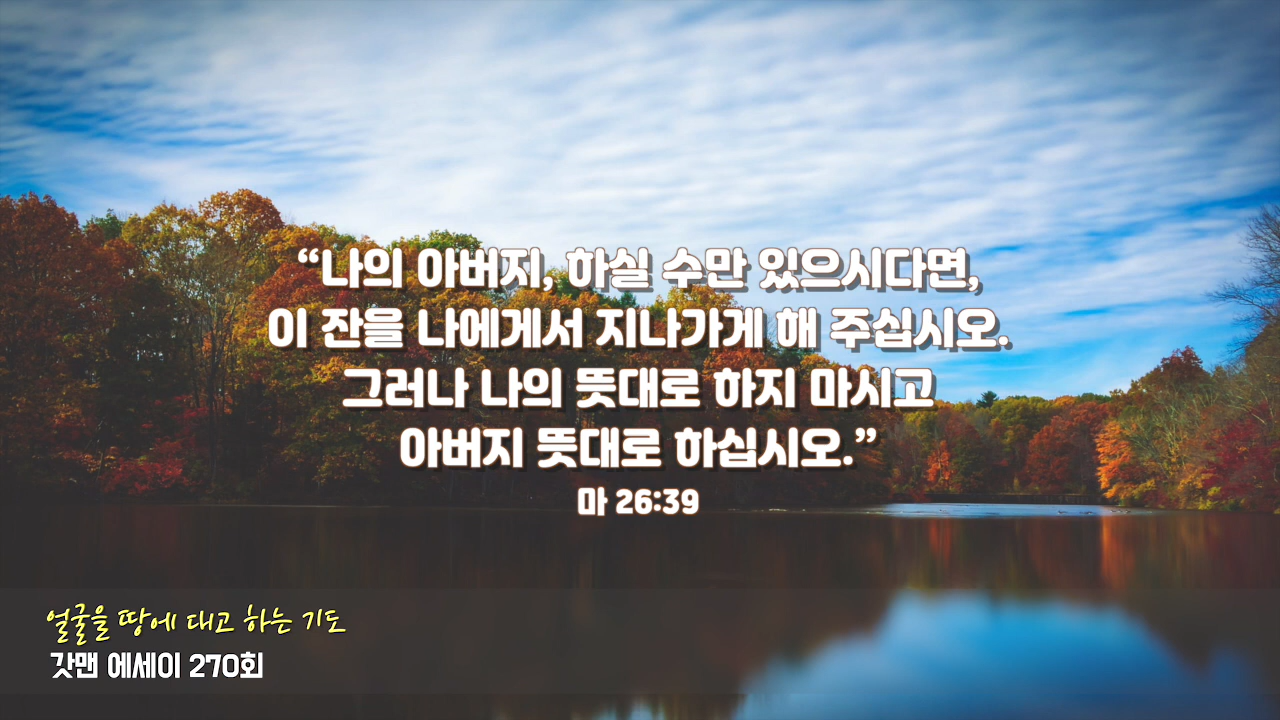 “나의 아버지, 하실 수만 있으시다면,
이 잔을 나에게서 지나가게 해 주십시오.
그러나 나의 뜻대로 하지 마시고
아버지 뜻대로 하십시오.”
마 26:39
얼굴을 땅에 대고 하는 기도
갓맨 에세이 270회